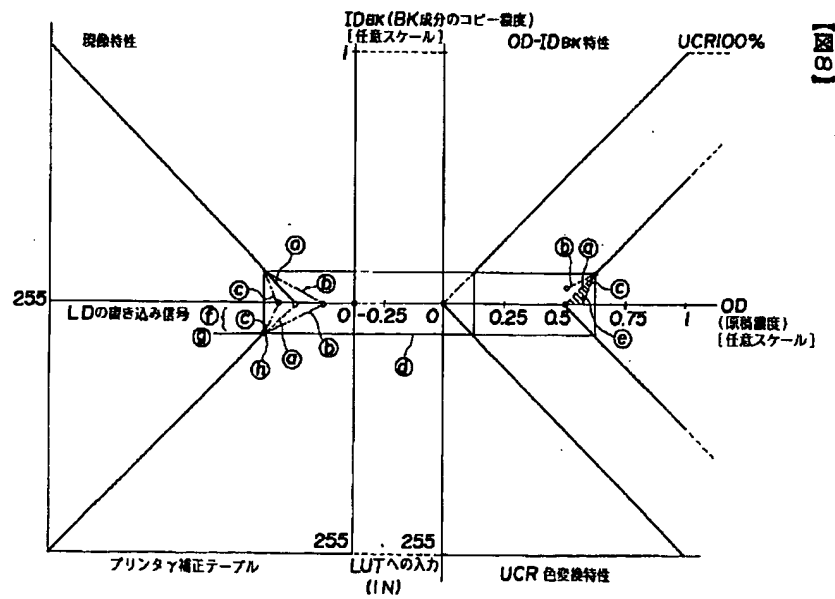 【図8】
IDBK(BK成分のコピー濃度)
[任意スケール]
現像特性
OD-IDBK特性
UCR100%
1
ⓐ
ⓑ
ⓒ
ⓑ
ⓐ
ⓒ
255
LDの書き込み信号
0
-0.25
0
0.25
0.5
0.75
1
OD
(原稿濃度)
[任意スケール]
ⓕ{
ⓒ
ⓖ
ⓗ
ⓐ
ⓑ
ⓓ
ⓔ
255
255
プリンタγ補正テーブル
LUTへの入力
(IN)
UCR色変換特性